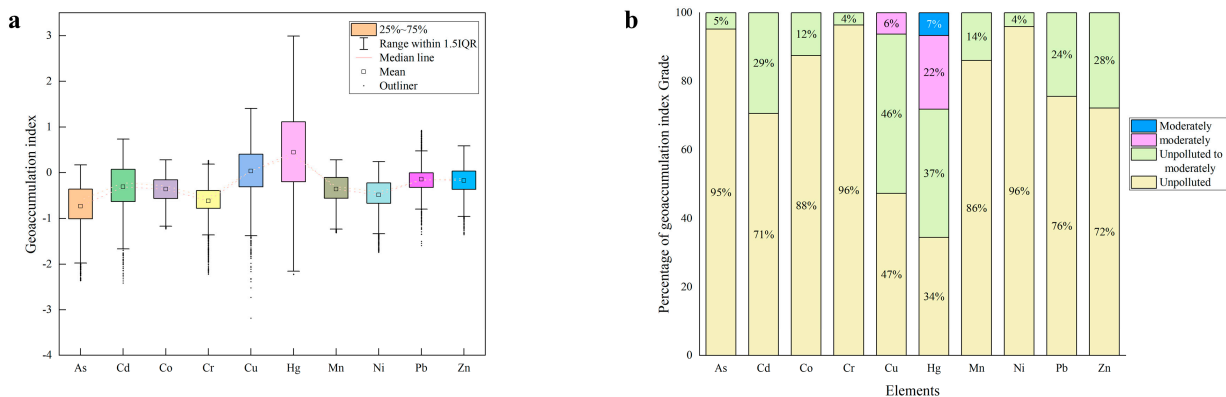 a
Geoaccumulation index
3
2
1
0
-1
-2
-3
-4
25%~75%
Range within 1.5IQR
Median line
Mean
Outliner
As Cd Co Cr Cu Hg Mn Ni Pb Zn
b
Percentage of geoaccumulation index Grade
100
80
60
40
20
0
5% 29% 12% 4% 6% 7% 14% 4% 24% 28%
46% 22%
37%
95% 71% 88% 96% 47% 34% 86% 96% 76% 72%
As Cd Co Cr Cu Hg Mn Ni Pb Zn
Elements
Moderately
moderately
Unpolluted to
moderately
Unpolluted